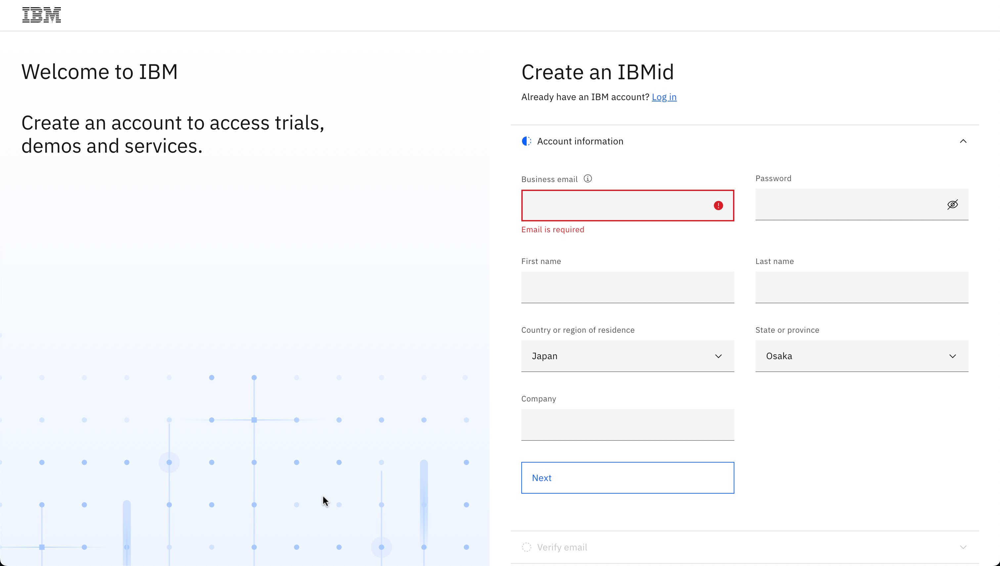 IBM
Welcome to IBM
Create an account to access trials,
demos and services.
Create an IBMid
Already have an IBM account? Log in
Account information
Business email
Password
Email is required
First name
Last name
Country or region of residence
State or province
Japan
Osaka
Company
Next
Verify email